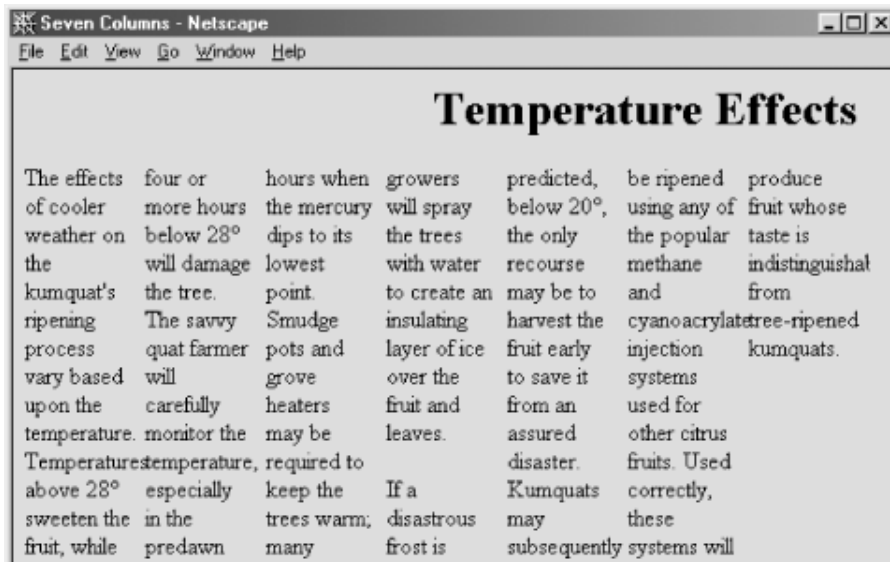 Seven Columns - Netscape
File Edit View Go Window Help
Temperature Effects
The effects
of cooler
weather on
the
kumquat's
ripening
process
vary based
upon the
temperature.
Temperatures
above 28°
sweeten the
fruit, while
four or
more hours
below 28°
will damage
the tree.
The savvy
quat farmer
will
carefully
monitor the
temperature,
especially
in the
predawn
hours when
the mercury
dips to its
lowest
point.
Smudge
pots and
grove
heaters
may be
required to
keep the
trees warm;
many
growers
will spray
the trees
with water
to create an
insulating
layer of ice
over the
fruit and
leaves.
If a
disastrous
frost is
predicted,
below 20°,
the only
recourse
may be to
harvest the
fruit early
to save it
from an
assured
disaster.
Kumquats
may
subsequently
be ripened
using any of
the popular
methane
and
cyanoacrylate
injection
systems
used for
other citrus
fruits. Used
correctly,
these
systems will
produce
fruit whose
taste is
indistinguishab
from
tree-ripened
kumquats.